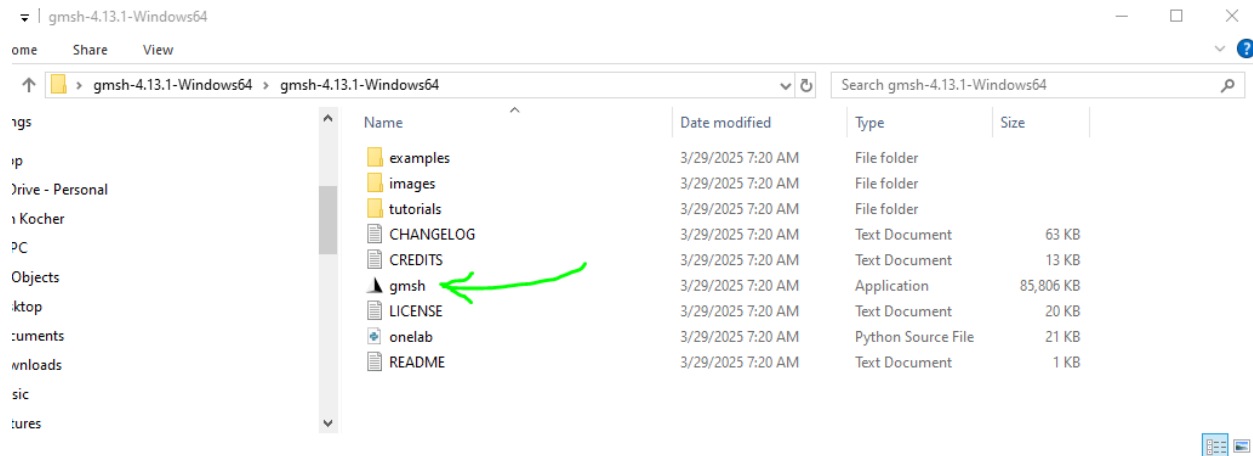 gmsh-4.13.1-Windows64
ome Share View
gmsh-4.13.1-Windows64 > gmsh-4.13.1-Windows64 Search gmsh-4.13.1-Windows64
Name Date modified Type Size
ngs
examples 3/29/2025 7:20 AM File folder
op
images 3/29/2025 7:20 AM File folder
Drive - Personal
tutorials 3/29/2025 7:20 AM File folder
n Kocher
CHANGELOG 3/29/2025 7:20 AM Text Document 63 KB
PC
CREDITS 3/29/2025 7:20 AM Text Document 13 KB
Objects
gmsh 3/29/2025 7:20 AM Application 85,806 KB
sktop
LICENSE 3/29/2025 7:20 AM Text Document 20 KB
cuments
onelab 3/29/2025 7:20 AM Python Source File 21 KB
wnloads
README 3/29/2025 7:20 AM Text Document 1 KB
sic
tures